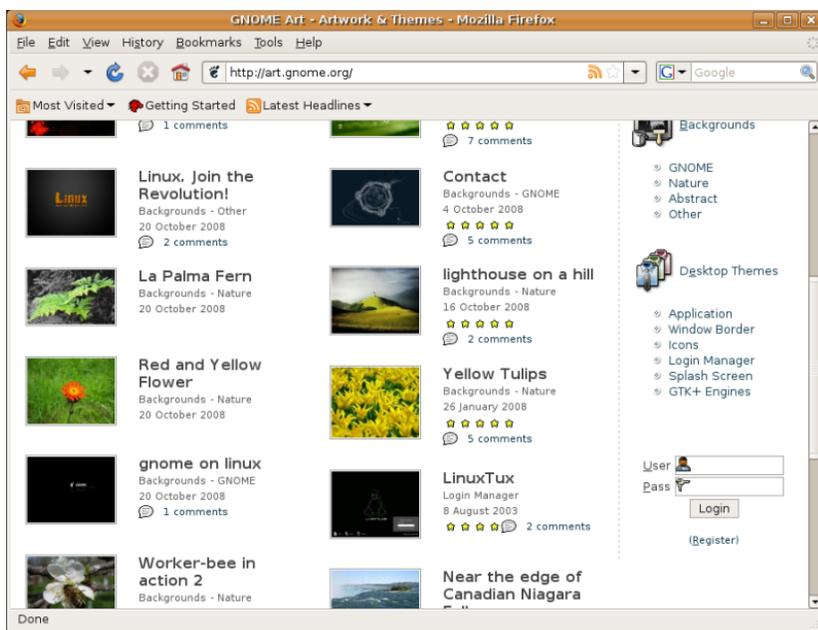 GNOME Art - Artwork & Themes - Mozilla Firefox
File Edit View History Bookmarks Tools Help
http://art.gnome.org/
G Google
Most Visited Getting Started Latest Headlines
1 comments
Linux. Join the
Revolution!
Backgrounds - Other
20 October 2008
2 comments
Linux
La Palma Fern
Backgrounds - Nature
20 October 2008
Red and Yellow
Flower
Backgrounds - Nature
20 October 2008
gnome on linux
Backgrounds - GNOME
20 October 2008
1 comments
Worker-bee in
action 2
Backgrounds - Nature
7 comments
Contact
Backgrounds - GNOME
4 October 2008
5 comments
lighthouse on a hill
Backgrounds - Nature
16 October 2008
2 comments
Yellow Tulips
Backgrounds - Nature
26 January 2008
5 comments
LinuxTux
Login Manager
8 August 2003
2 comments
Near the edge of
Canadian Niagara
Backgrounds
GNOME
Nature
Abstract
Other
Desktop Themes
Application
Window Border
Icons
Login Manager
Splash Screen
GTK+ Engines
User
Pass
Login
(Register)
Done